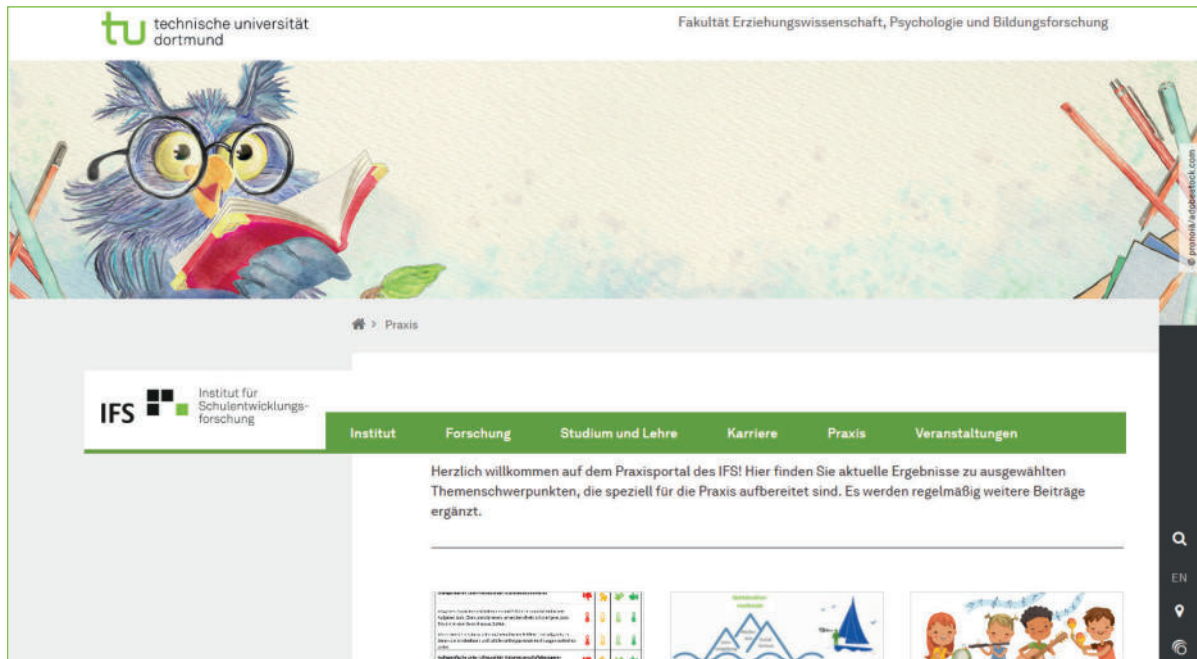 technische universität
dortmund
Fakultät Erziehungswissenschaft, Psychologie und Bildungsforschung
© pronoia/adobestock.com
Praxis
IFS
Institut für
Schulentwicklungs-
forschung
Institut Forschung Studium und Lehre Karriere Praxis Veranstaltungen
Herzlich willkommen auf dem Praxisportal des IFS! Hier finden Sie aktuelle Ergebnisse zu ausgewählten
Themenschwerpunkten, die speziell für die Praxis aufbereitet sind. Es werden regelmäßig weitere Beiträge
ergänzt.
EN